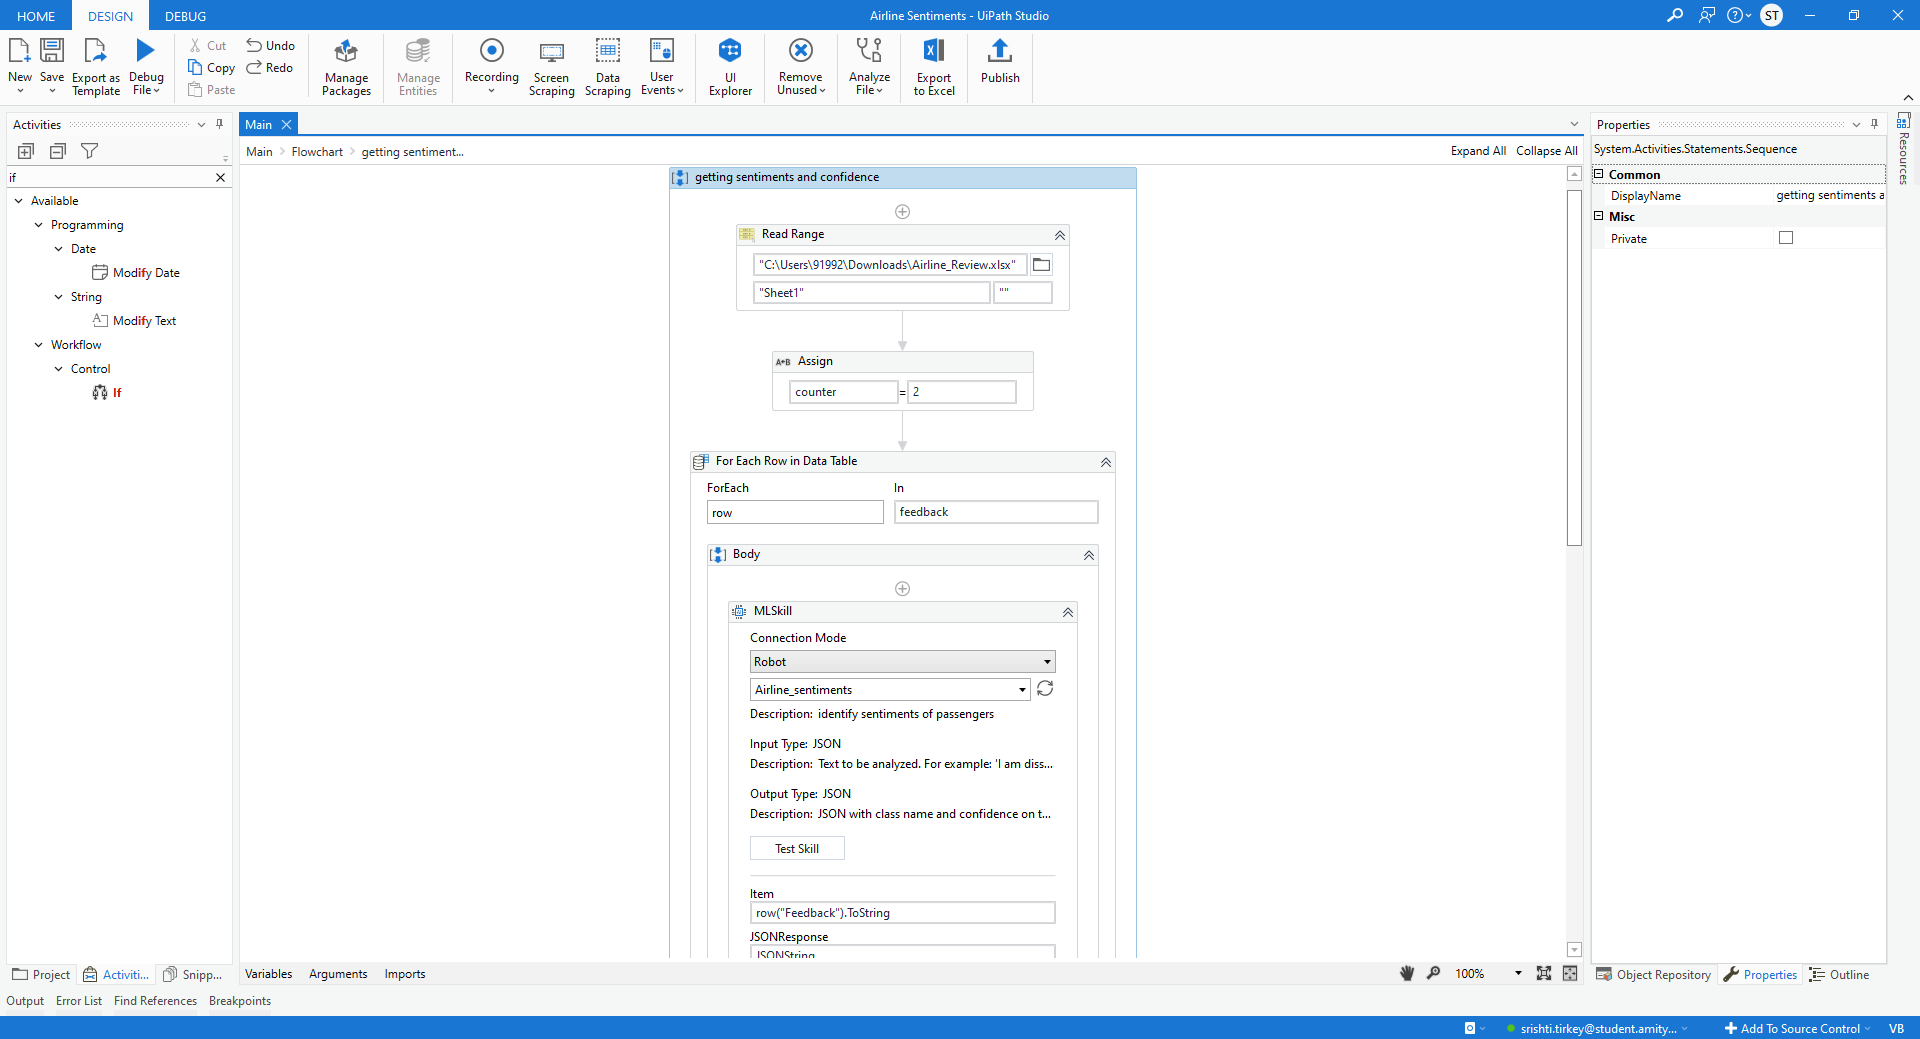 HOME DESIGN DEBUG Airline Sentiments - UiPath Studio ST
New Save Export as Template Debug File Cut Copy Paste Undo Redo Manage Packages Manage Entities Recording Screen Scraping Data Scraping User Events UI Explorer Remove Unused Analyze File Export to Excel Publish
Activities
if
Available
Programming
Date
Modify Date
String
Modify Text
Workflow
Control
If
Project Activiti... Snipp...
Main
Main Flowchart getting sentiment... Expand All Collapse All
getting sentiments and confidence
Read Range
"C:\Users\91992\Downloads\Airline_Review.xlsx"
"Sheet1" ""
A+B Assign
counter = 2
For Each Row in Data Table
ForEach In
row feedback
Body
MLSkill
Connection Mode
Robot
Airline_sentiments
Description: identify sentiments of passengers
Input Type: JSON
Description: Text to be analyzed. For example: 'I am diss...
Output Type: JSON
Description: JSON with class name and confidence on t...
Test Skill
Item
row("Feedback").ToString
JSONResponse
JSONString
Variables Arguments Imports 100%
Properties
System.Activities.Statements.Sequence
Common
DisplayName getting sentiments a
Misc
Private
Object Repository Properties Outline
Resources
Output Error List Find References Breakpoints
srishti.tirkey@student.amity... Add To Source Control VB